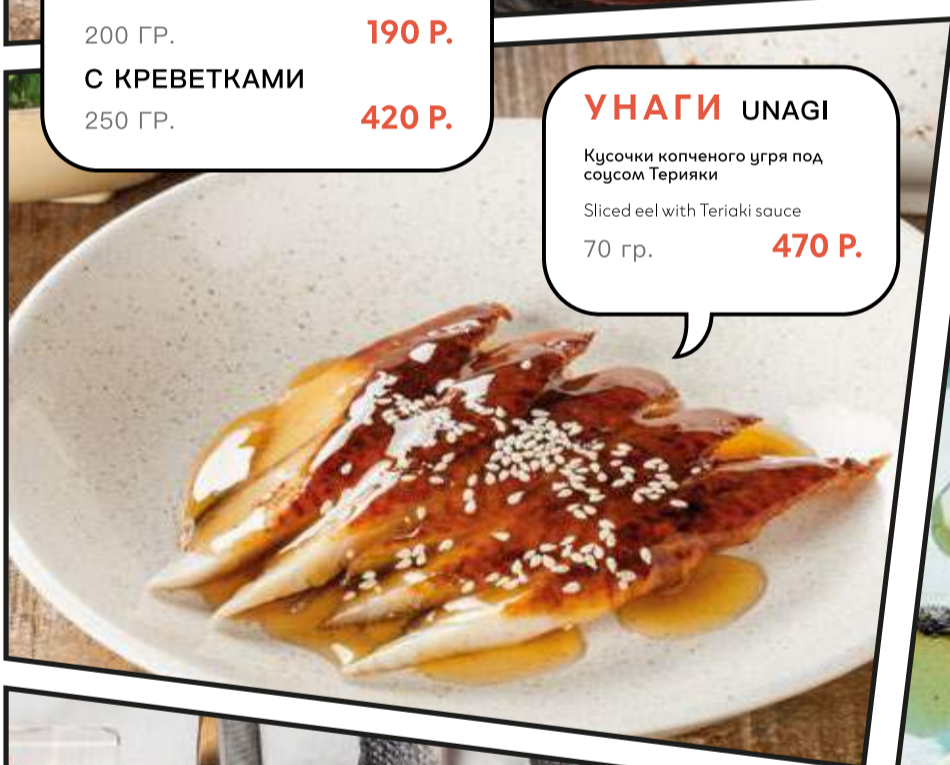 200 ГР. 190 Р.
С КРЕВЕТКАМИ
250 ГР. 420 Р.
УНАГИ UNAGI
Кусочки копченого угря под
соусом Терияки
Sliced eel with Teriaki sauce
70 гр. 470 Р.